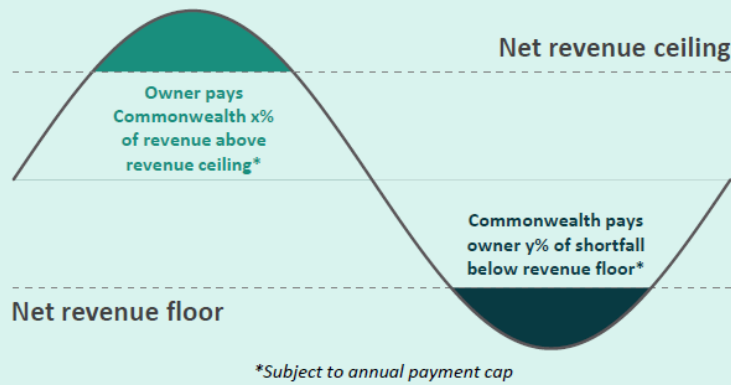 Net revenue ceiling
Owner pays
Commonwealth x%
of revenue above
revenue ceiling*
Commonwealth pays
owner y% of shortfall
below revenue floor*
Net revenue floor
*Subject to annual payment cap